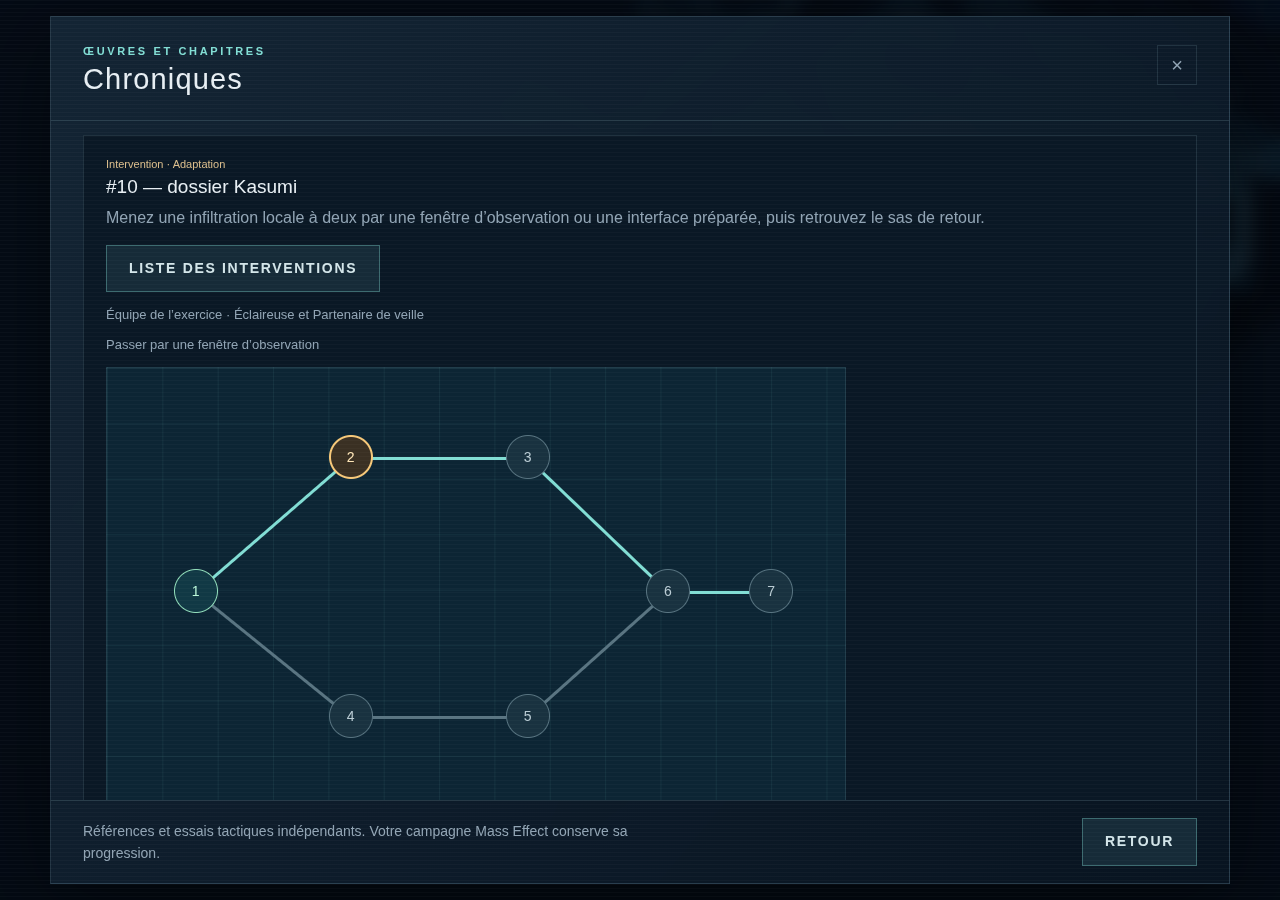 ŒUVRES ET CHAPITRES
Chroniques
×
Intervention · Adaptation
#10 — dossier Kasumi
Menez une infiltration locale à deux par une fenêtre d’observation ou une interface préparée, puis retrouvez le sas de retour.
LISTE DES INTERVENTIONS
Équipe de l’exercice · Éclaireuse et Partenaire de veille
Passer par une fenêtre d’observation
2
3
1
6
7
4
5
Références et essais tactiques indépendants. Votre campagne Mass Effect conserve sa
progression.
RETOUR